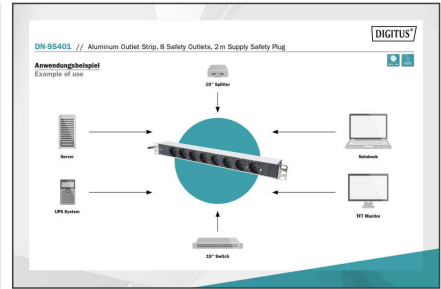 DIGITUS®
DN-95401 // Aluminum Outlet Strip, 8 Safety Outlets, 2 m Supply Safety Plug
Anwendungsbeispiel
Example of use
19" Splitter
Server
Notebook
UPS System
TFT Monitor
19" Switch